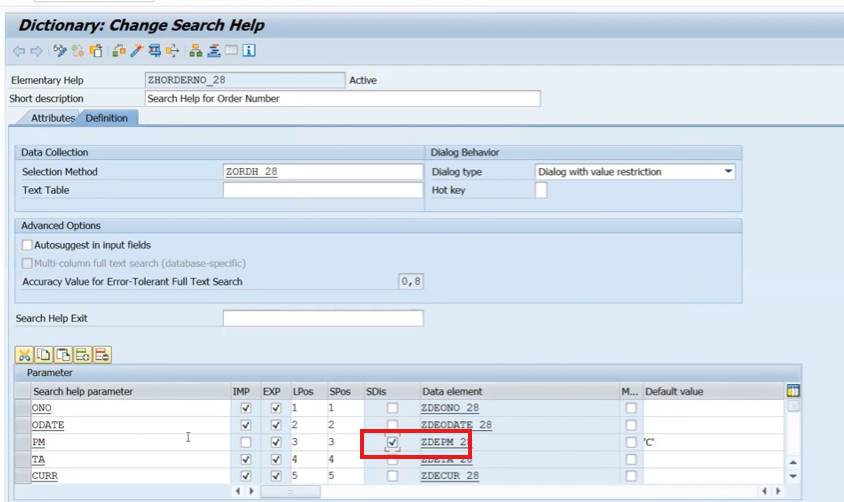 Dictionary: Change Search Help
Elementary Help ZHORDERNO_28 Active
Short description Search Help for Order Number
Attributes Definition
Data Collection Dialog Behavior
Selection Method ZORDH_28 Dialog type Dialog with value restriction
Text Table Hot key
Advanced Options
Autosuggest in input fields
Multi-column full text search (database-specific)
Accuracy Value for Error-Tolerant Full Text Search 0,8
Search Help Exit
Parameter
Search help parameter IMP EXP LPos SPos SDis Data element M... Default value
ONO 1 1 ZDEONO_28
ODATE 2 2 ZDEODATE_28
PM 3 3 ZDEPM_28 'C'
TA 4 4 ZDETA_28
CURR 5 5 ZDECUR_28